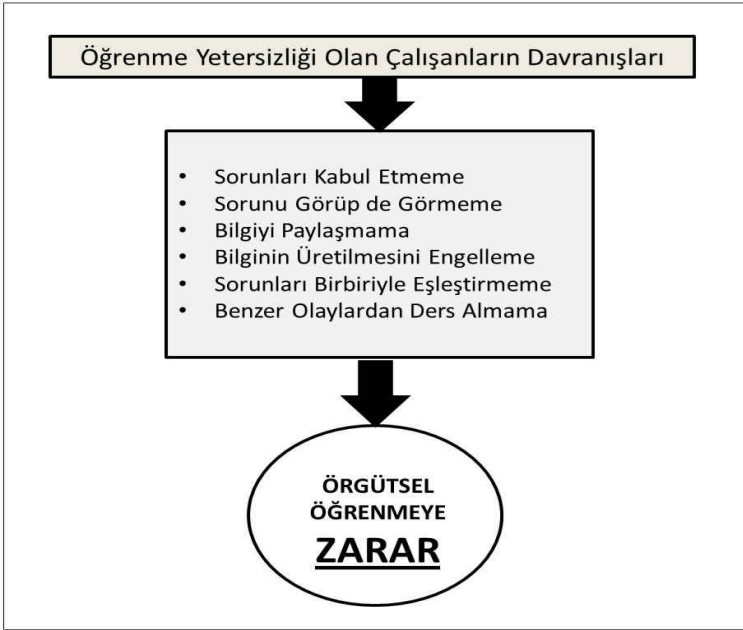 Öğrenme Yetersizliği Olan Çalışanların Davranışları
• Sorunları Kabul Etmeme
• Sorunu Görüp de Görmeme
• Bilgiyi Paylaşmama
• Bilginin Üretilmesini Engelleme
• Sorunları Birbiriyle Eşleştirmeme
• Benzer Olaylardan Ders Almama
ÖRGÜTSEL
ÖĞRENMEYE
ZARAR